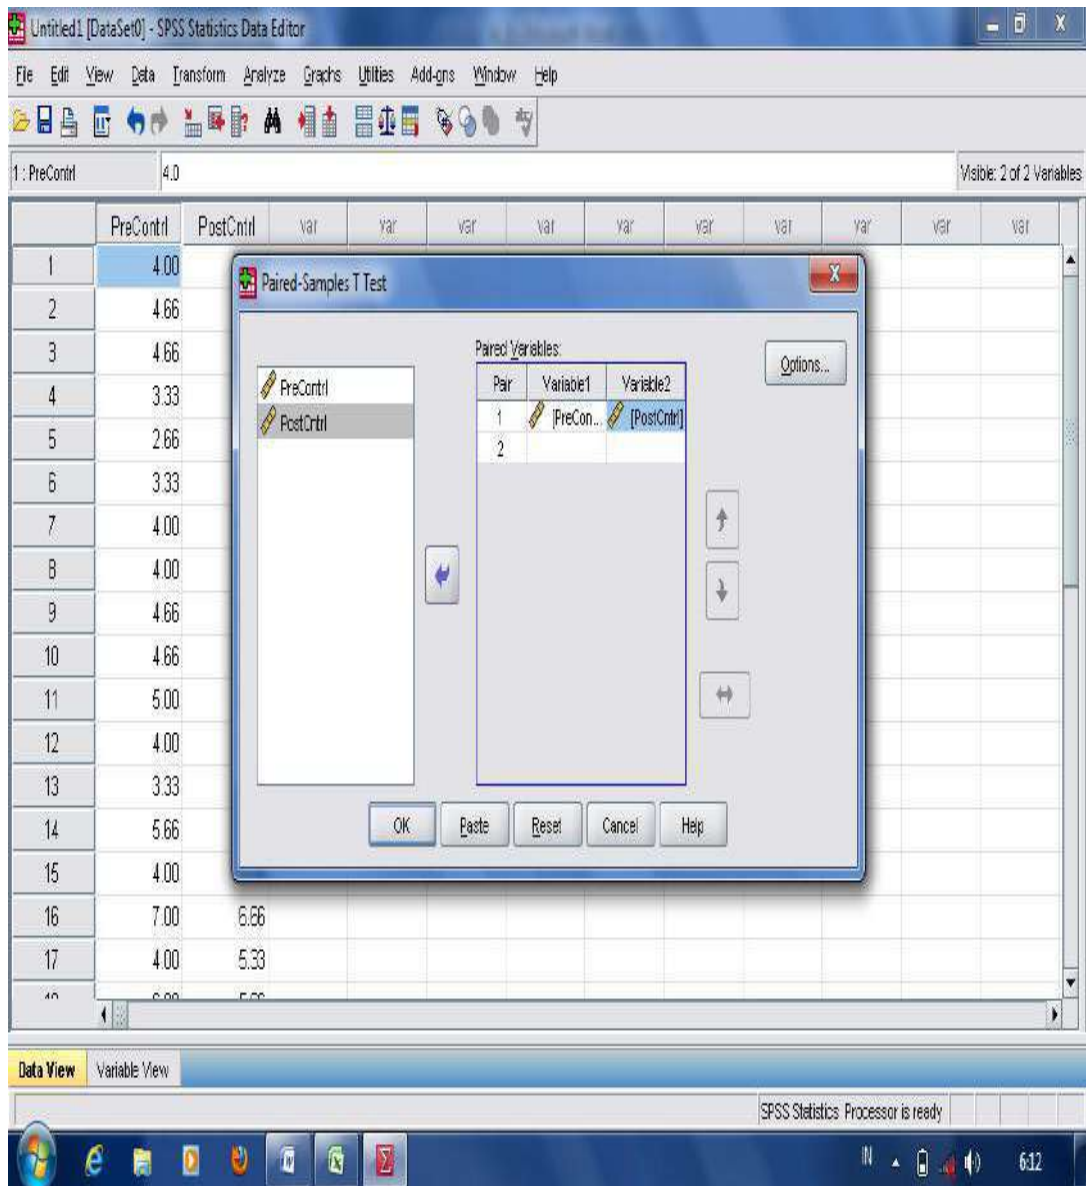 Untitled1 [DataSet0] - SPSS Statistics Data Editor
File Edit View Data Transform Analyze Graphs Utilities Add-ons Window Help
1 : PreContrl 4.0 Visible: 2 of 2 Variables
PreContrl PostCntrl var var var var var var var var var var
1 4.00
2 4.66
3 4.66
4 3.33
5 2.66
6 3.33
7 4.00
8 4.00
9 4.66
10 4.66
11 5.00
12 4.00
13 3.33
14 5.66
15 4.00
16 7.00 6.66
17 4.00 5.33
Paired-Samples T Test
PreContrl
PostCntrl
Paired Variables:
Pair Variable1 Variable2
1 [PreCon... [PostCntrl]
2
Options...
OK Paste Reset Cancel Help
Data View Variable View
SPSS Statistics Processor is ready
IN 6:12